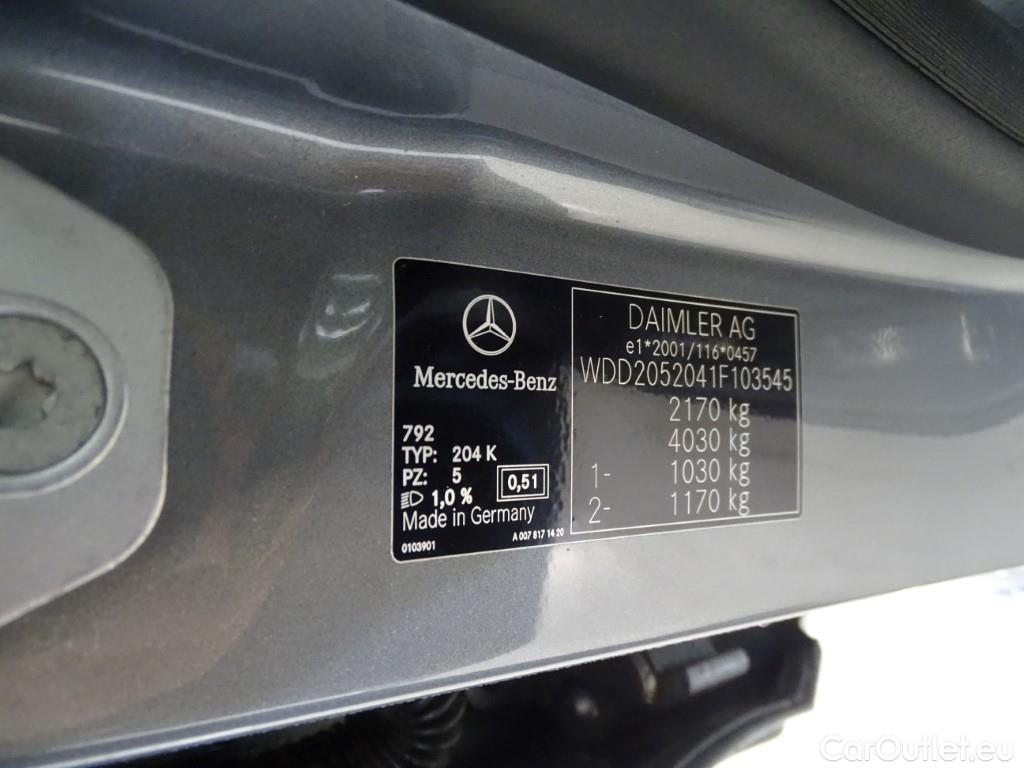 Mercedes-Benz
792
TYP: 204 K
PZ: 5
1,0 %
0,51
Made in Germany
0103901
A 007 817 14 20
DAIMLER AG
e1*2001/116*0457
WDD2052041F103545
2170 kg
4030 kg
1- 1030 kg
2- 1170 kg
CarOutlet.eu